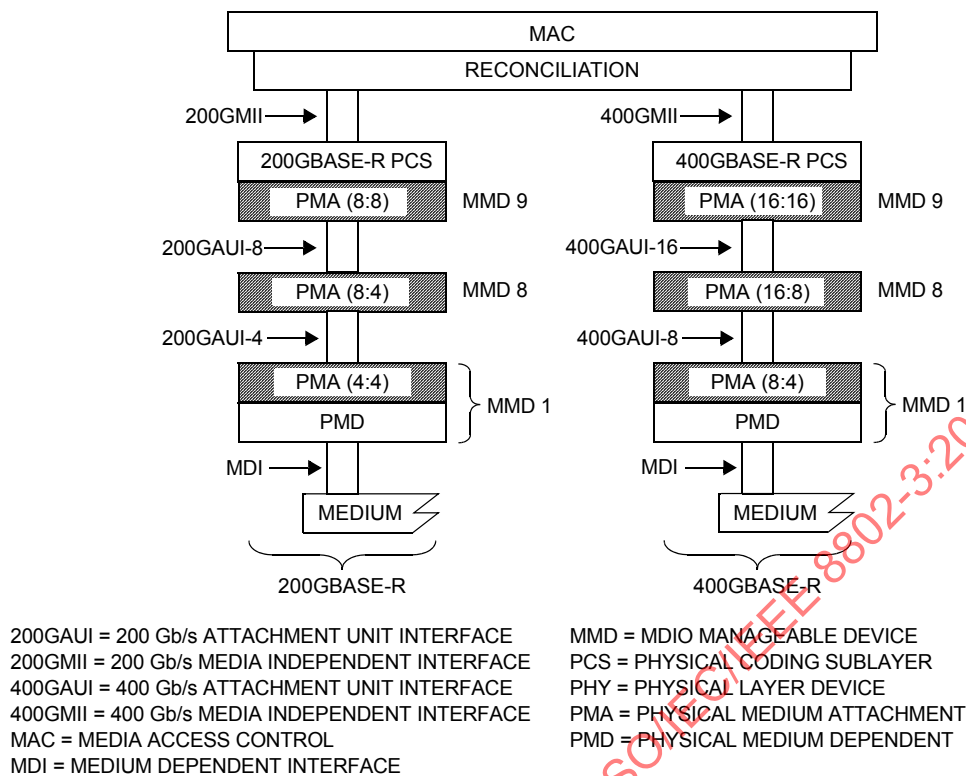 MAC
RECONCILIATION
200GMII
400GMII
200GBASE-R PCS
400GBASE-R PCS
PMA (8:8)
MMD 9
PMA (16:16)
MMD 9
200GAUI-8
400GAUI-16
PMA (8:4)
MMD 8
PMA (16:8)
MMD 8
200GAUI-4
400GAUI-8
PMA (4:4)
PMA (8:4)
MMD 1
MMD 1
PMD
PMD
MDI
MDI
MEDIUM
MEDIUM
200GBASE-R
400GBASE-R
200GAUI = 200 Gb/s ATTACHMENT UNIT INTERFACE
200GMII = 200 Gb/s MEDIA INDEPENDENT INTERFACE
400GAUI = 400 Gb/s ATTACHMENT UNIT INTERFACE
400GMII = 400 Gb/s MEDIA INDEPENDENT INTERFACE
MAC = MEDIA ACCESS CONTROL
MDI = MEDIUM DEPENDENT INTERFACE
MMD = MDIO MANAGEABLE DEVICE
PCS = PHYSICAL CODING SUBLAYER
PHY = PHYSICAL LAYER DEVICE
PMA = PHYSICAL MEDIUM ATTACHMENT
PMD = PHYSICAL MEDIUM DEPENDENT
SO/IEC/IEEE 8802-3:20